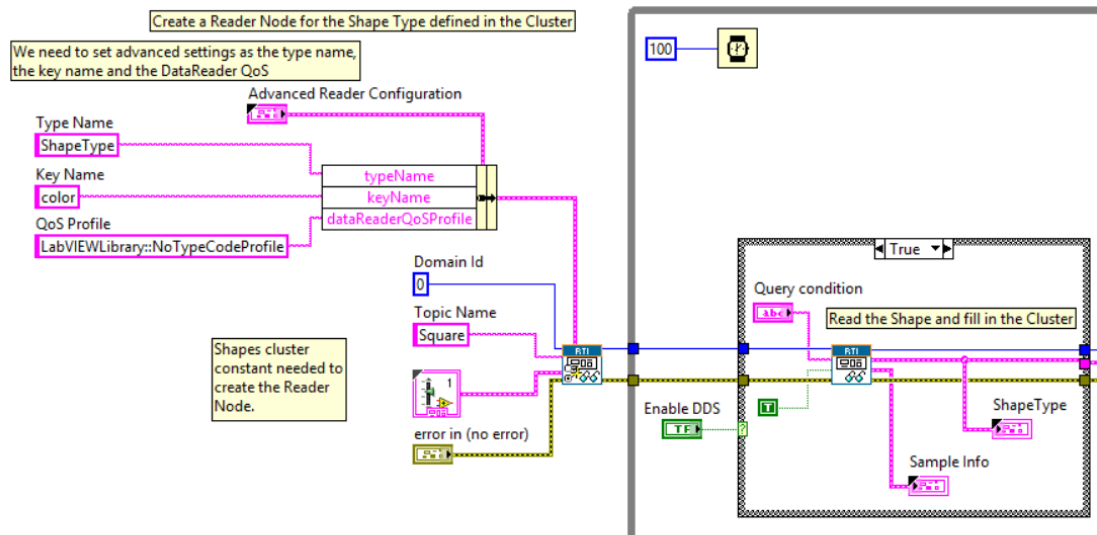 Create a Reader Node for the Shape Type defined in the Cluster
We need to set advanced settings as the type name,
the key name and the DataReader QoS
Advanced Reader Configuration
Type Name
ShapeType
Key Name
color
QoS Profile
LabVIEWLibrary::NoTypeCodeProfile
typeName
keyName
dataReaderQoSProfile
Domain Id
0
Topic Name
Square
Shapes cluster
constant needed to
create the Reader
Node.
1
error in (no error)
RTI
100
True
Query condition
abc
Read the Shape and fill in the Cluster
RTI
T
Enable DDS
TF
?
ShapeType
Sample Info